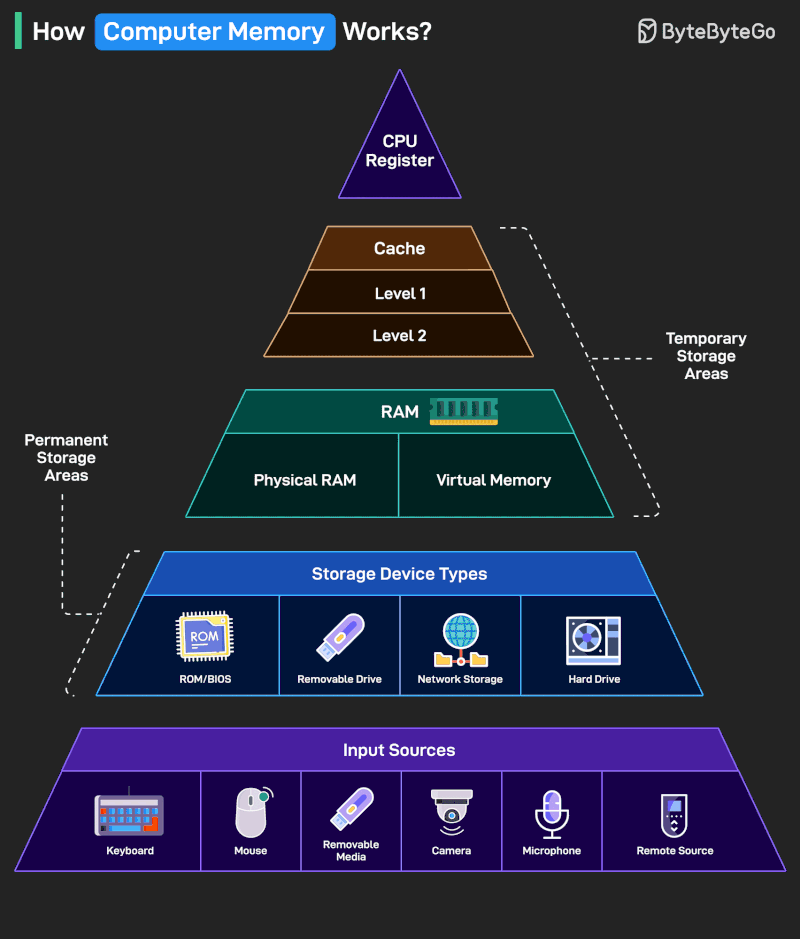 How Computer Memory Works?
ByteByteGo
CPU
Register
Cache
Level 1
Level 2
Temporary
Storage
Areas
RAM
Physical RAM
Virtual Memory
Permanent
Storage
Areas
Storage Device Types
ROM
ROM/BIOS
Removable Drive
Network Storage
Hard Drive
Input Sources
Keyboard
Mouse
Removable
Media
Camera
Microphone
Remote Source